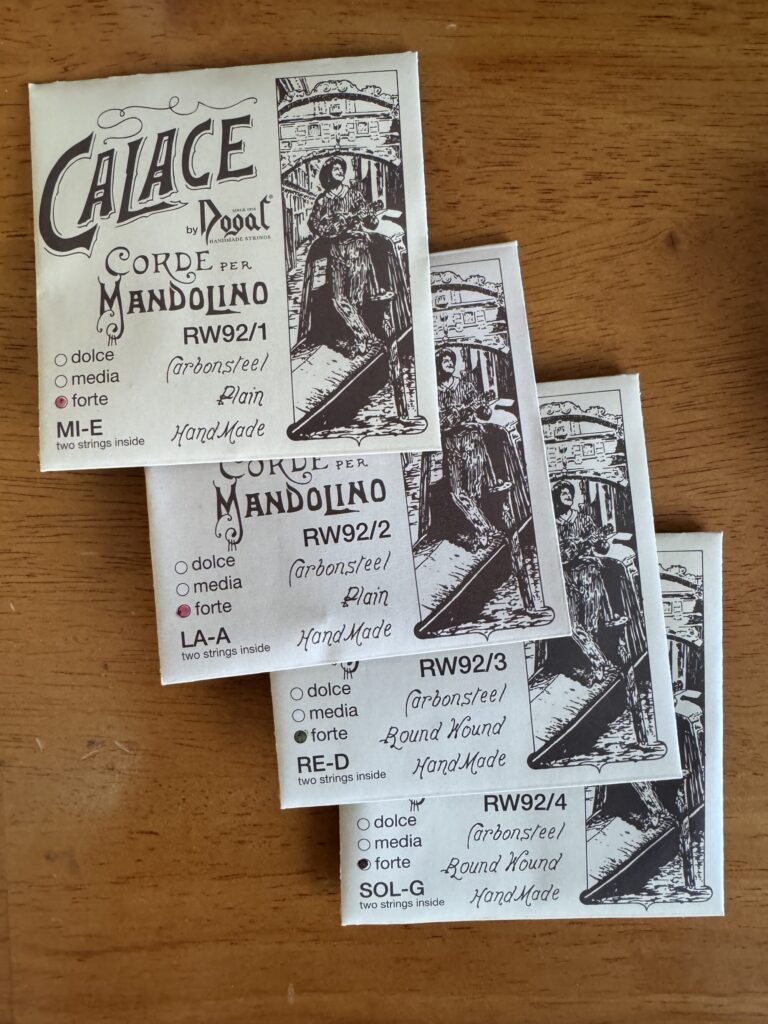 CALACE
by Dogal
SINCE 1950
HANDMADE STRINGS
CORDE PER
MANDOLINO
RW92/1
dolce
media
forte
Carbonsteel
Plain
HandMade
MI-E
two strings inside
CORDE PER
MANDOLINO
RW92/2
dolce
media
forte
Carbonsteel
Plain
HandMade
LA-A
two strings inside
RW92/3
dolce
media
forte
Carbonsteel
Round Wound
HandMade
RE-D
two strings inside
RW92/4
dolce
media
forte
Carbonsteel
Round Wound
HandMade
SOL-G
two strings inside